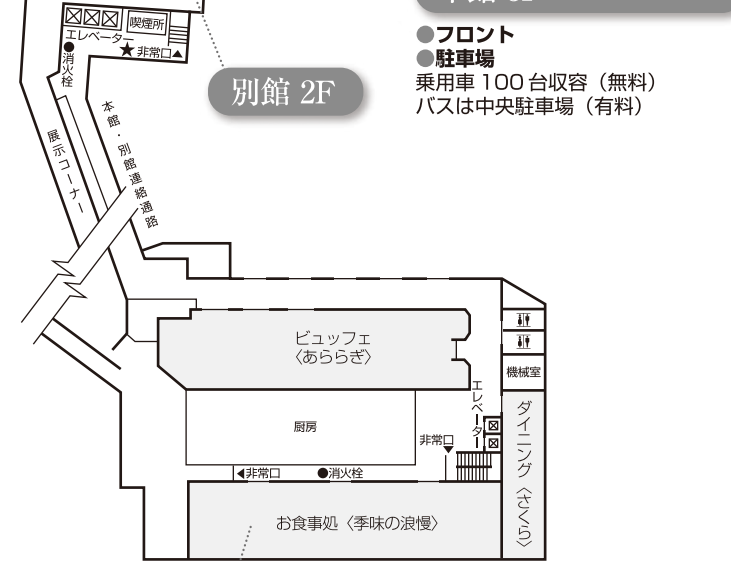 喫煙所
エレベーター
★非常口▲
●消火栓
別館 2F
●フロント
●駐車場
乗用車100台収容（無料）
バスは中央駐車場（有料）
本館・別館連絡通路
展示コーナー
ビュッフェ
〈あららぎ〉
機械室
エレベーター
厨房
非常口▼
◀非常口
●消火栓
ダイニング〈さくら〉
お食事処〈季味の浪慢〉